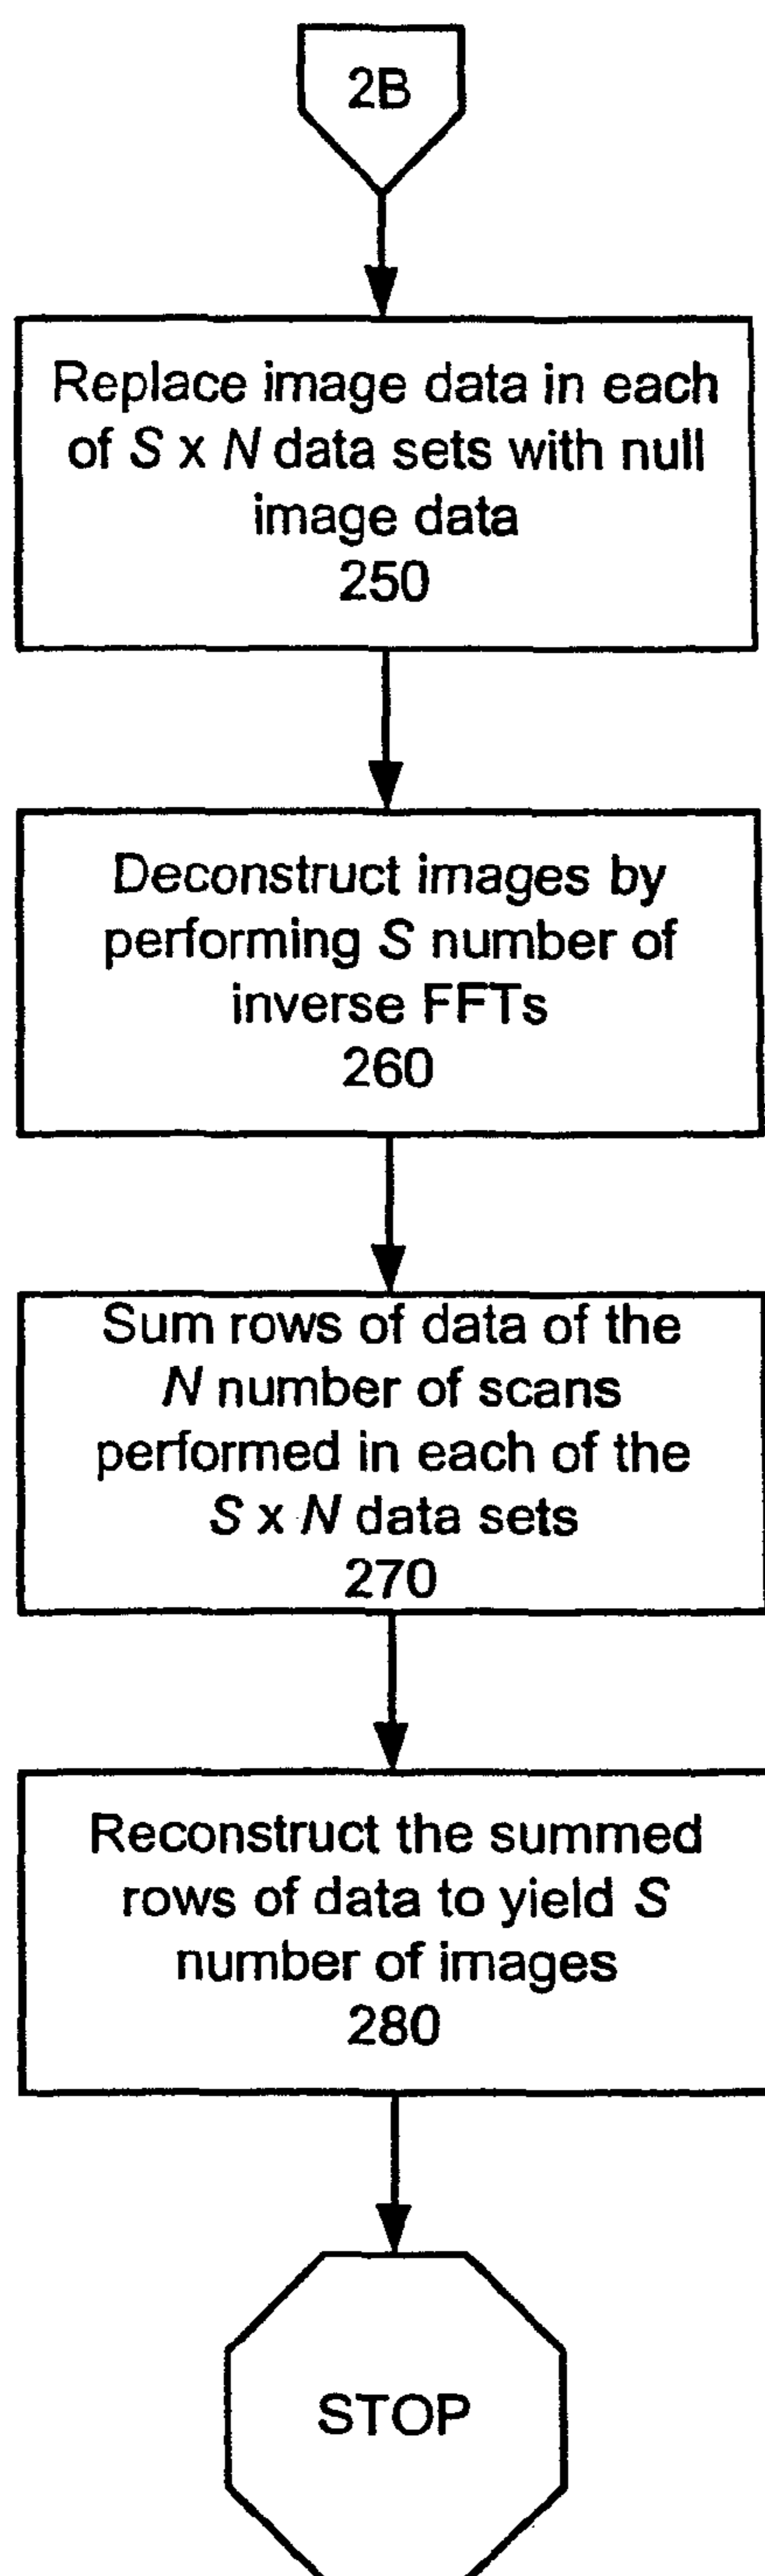 2B
Replace image data in each
of S x N data sets with null
image data
250
Deconstruct images by
performing S number of
inverse FFTs
260
Sum rows of data of the
N number of scans
performed in each of the
S x N data sets
270
Reconstruct the summed
rows of data to yield S
number of images
280
STOP